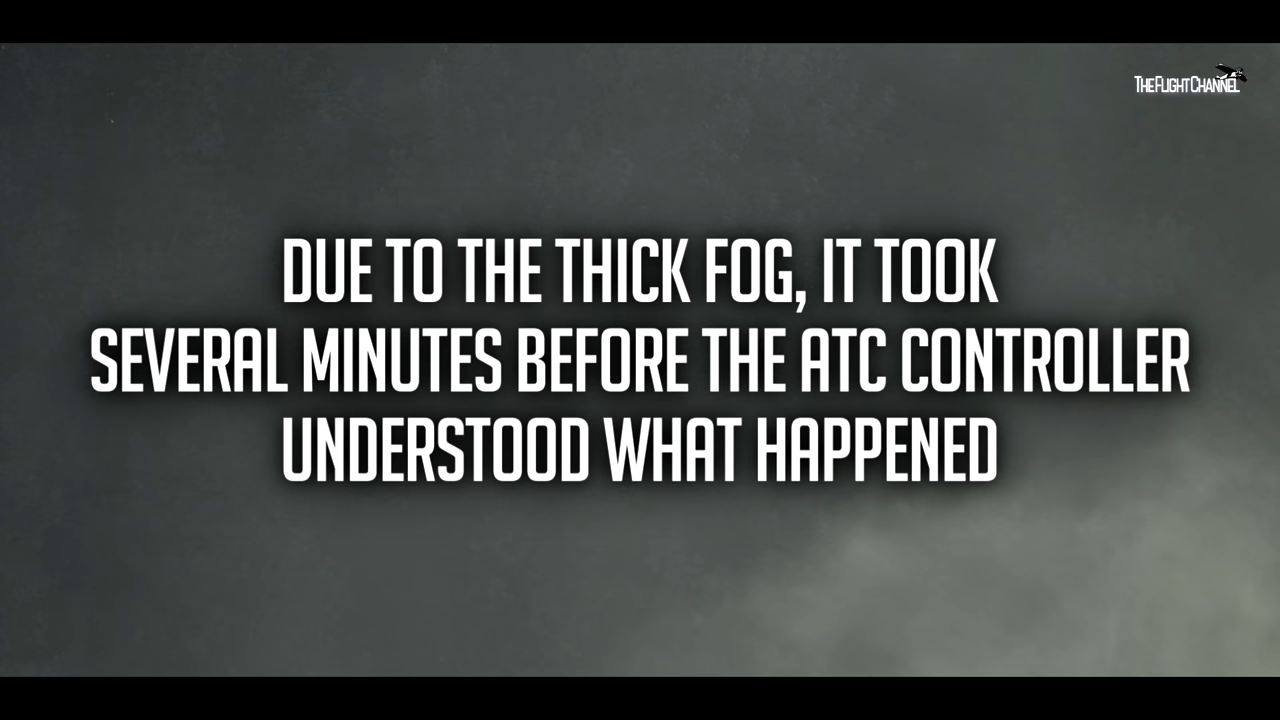 THEFLIGHTCHANNEL
DUE TO THE THICK FOG, IT TOOK
SEVERAL MINUTES BEFORE THE ATC CONTROLLER
UNDERSTOOD WHAT HAPPENED